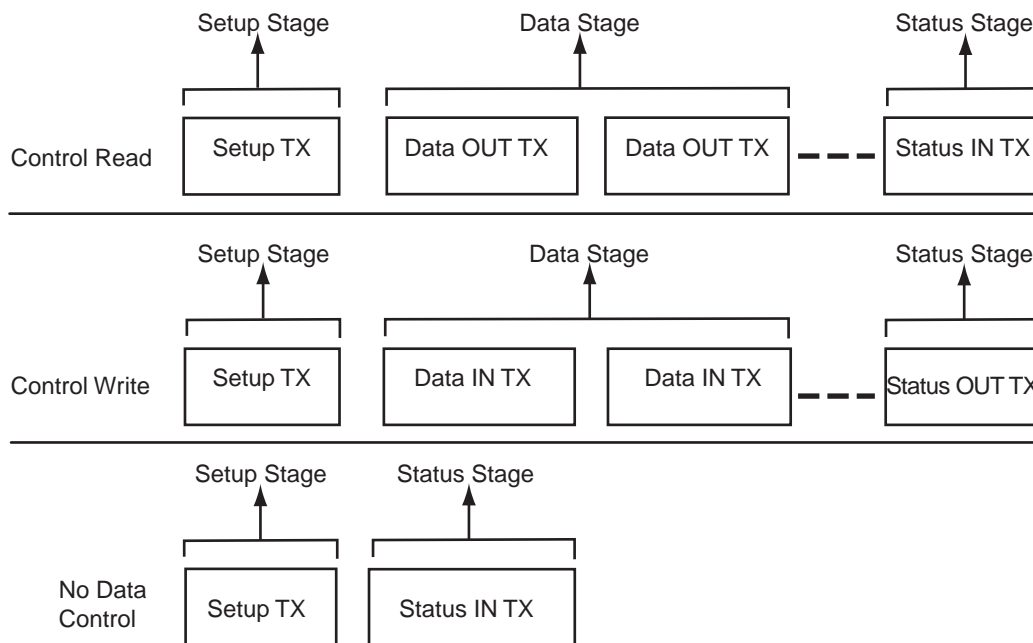 Setup Stage Data Stage Status Stage
Control Read Setup TX Data OUT TX Data OUT TX Status IN TX
Setup Stage Data Stage Status Stage
Control Write Setup TX Data IN TX Data IN TX Status OUT TX
Setup Stage Status Stage
No Data
Control
Setup TX Status IN TX